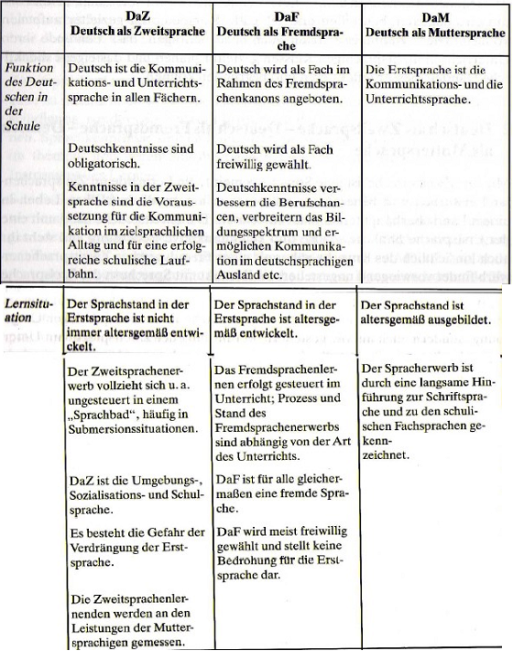 DaZ
Deutsch als Zweitsprache
DaF
Deutsch als Fremdspra-
che
DaM
Deutsch als Muttersprache
Funktion
des Deut-
schen in
der
Schule
Deutsch ist die Kommuni-
kations- und Unterrichts-
sprache in allen Fächern.
Deutsch wird als Fach im
Rahmen des Fremdspra-
chenkanons angeboten.
Die Erstsprache ist die
Kommunikations- und die
Unterrichtssprache.
Deutschkenntnisse sind
obligatorisch.
Deutsch wird als Fach
freiwillig gewählt.
Kenntnisse in der Zweit-
sprache sind die Voraus-
setzung für die Kommuni-
kation im zielsprachlichen
Alltag und für eine erfolg-
reiche schulische Lauf-
bahn.
Deutschkenntnisse ver-
bessern die Berufschan-
cen, verbreitern das Bil-
dungsspektrum und er-
möglichen Kommunika-
tion im deutschsprachigen
Ausland etc.
Lernsitu-
ation
Der Sprachstand in der
Erstsprache ist nicht
immer altersgemäß entwi-
ckelt.
Der Sprachstand in der
Erstsprache ist altersge-
mäß entwickelt.
Der Sprachstand ist
altersgemäß ausgebildet.
Der Zweitsprachener-
werb vollzieht sich u. a.
ungesteuert in einem
„Sprachbad“, häufig in
Submersionssituationen.
Das Fremdsprachenler-
nen erfolgt gesteuert im
Unterricht; Prozess und
Stand des
Fremdsprachenerwerbs
sind abhängig von der Art
des Unterrichts.
Der Spracherwerb ist
durch eine langsame Hin-
führung zur Schriftspra-
che und zu den schuli-
schen Fachsprachen ge-
kenn-
zeichnet.
DaZ ist die Umgebungs-,
Sozialisations- und Schul-
sprache.
DaF ist für alle gleicher-
maßen eine fremde Spra-
che.
Es besteht die Gefahr der
Verdrängung der Erst-
sprache.
DaF wird meist freiwillig
gewählt und stellt keine
Bedrohung für die Erst-
sprache dar.
Die Zweitsprachenler-
nenden werden an den
Leistungen der Mutter-
sprachigen gemessen.